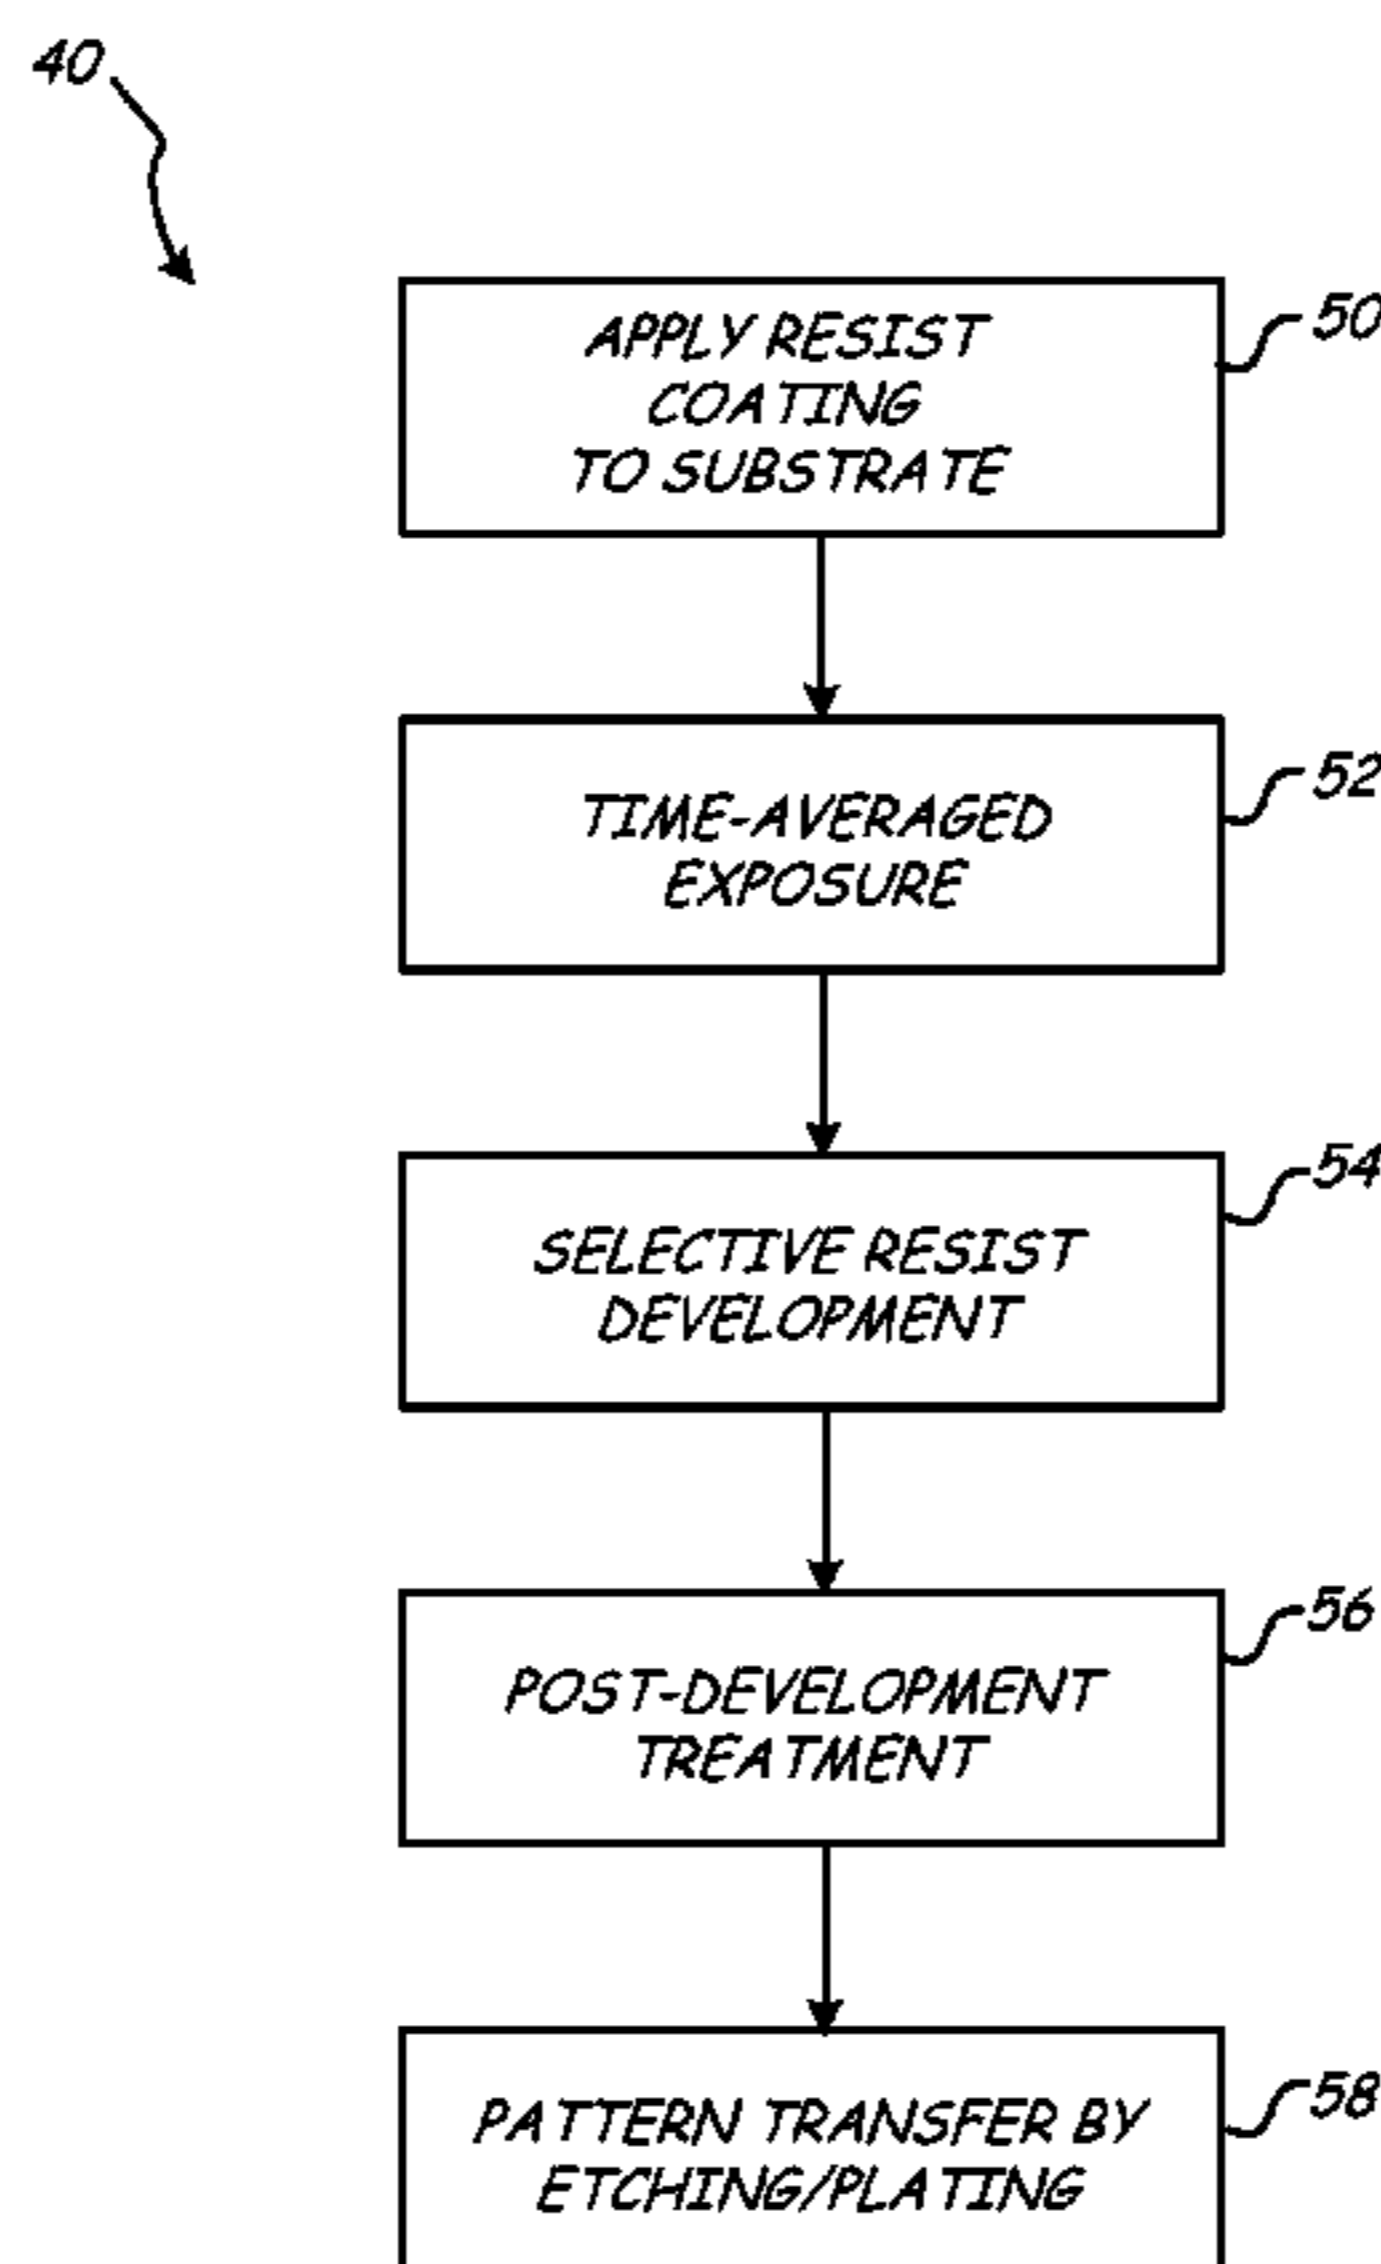 40
APPLY RESIST
COATING
TO SUBSTRATE
50
TIME-AVERAGED
EXPOSURE
52
SELECTIVE RESIST
DEVELOPMENT
54
POST-DEVELOPMENT
TREATMENT
56
PATTERN TRANSFER BY
ETCHING/PLATING
58